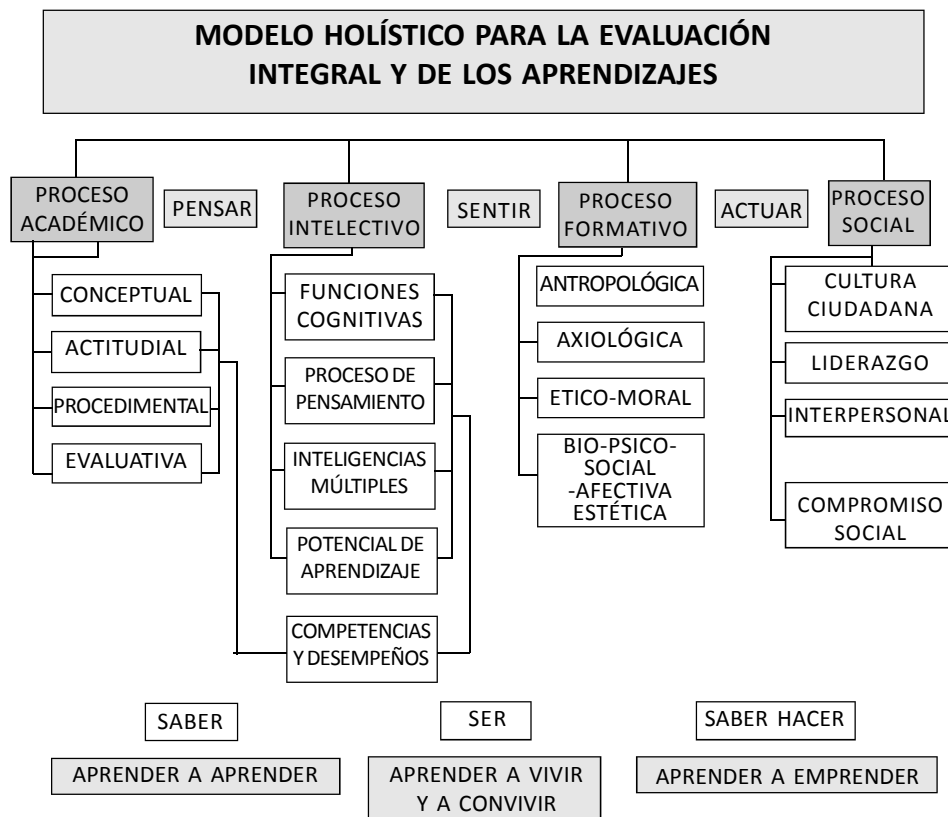 MODELO HOLÍSTICO PARA LA EVALUACIÓN
INTEGRAL Y DE LOS APRENDIZAJES
PROCESO
ACADÉMICO
PENSAR
PROCESO
INTELECTIVO
SENTIR
PROCESO
FORMATIVO
ACTUAR
PROCESO
SOCIAL
CONCEPTUAL
ACTITUDIAL
PROCEDIMENTAL
EVALUATIVA
FUNCIONES
COGNITIVAS
PROCESO DE
PENSAMIENTO
INTELIGENCIAS
MÚLTIPLES
POTENCIAL DE
APRENDIZAJE
COMPETENCIAS
Y DESEMPEÑOS
ANTROPOLÓGICA
AXIOLÓGICA
ETICO-MORAL
BIO-PSICO-
SOCIAL
-AFECTIVA
ESTÉTICA
CULTURA
CIUDADANA
LIDERAZGO
INTERPERSONAL
COMPROMISO
SOCIAL
SABER
SER
SABER HACER
APRENDER A APRENDER
APRENDER A VIVIR
Y A CONVIVIR
APRENDER A EMPRENDER